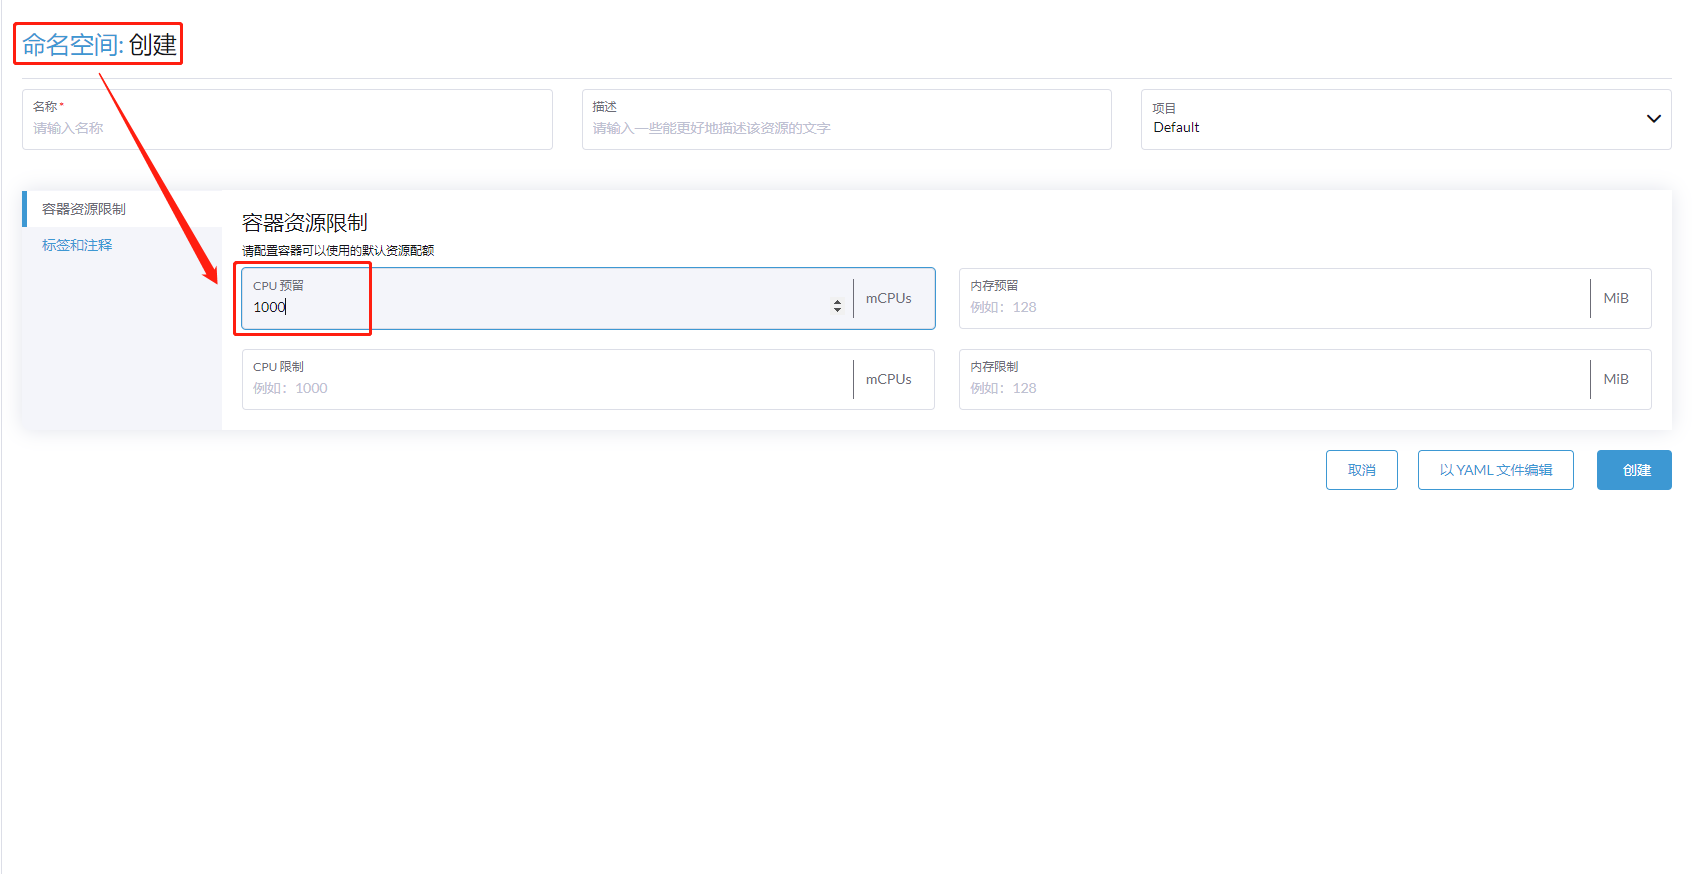 命名空间: 创建
名称*
请输入名称
描述
请输入一些能更好地描述该资源的文字
项目
Default
容器资源限制
标签和注释
容器资源限制
请配置容器可以使用的默认资源配额
CPU 预留
1000
mCPUs
内存预留
例如：128
MiB
CPU 限制
例如：1000
mCPUs
内存限制
例如：128
MiB
取消
以 YAML 文件编辑
创建